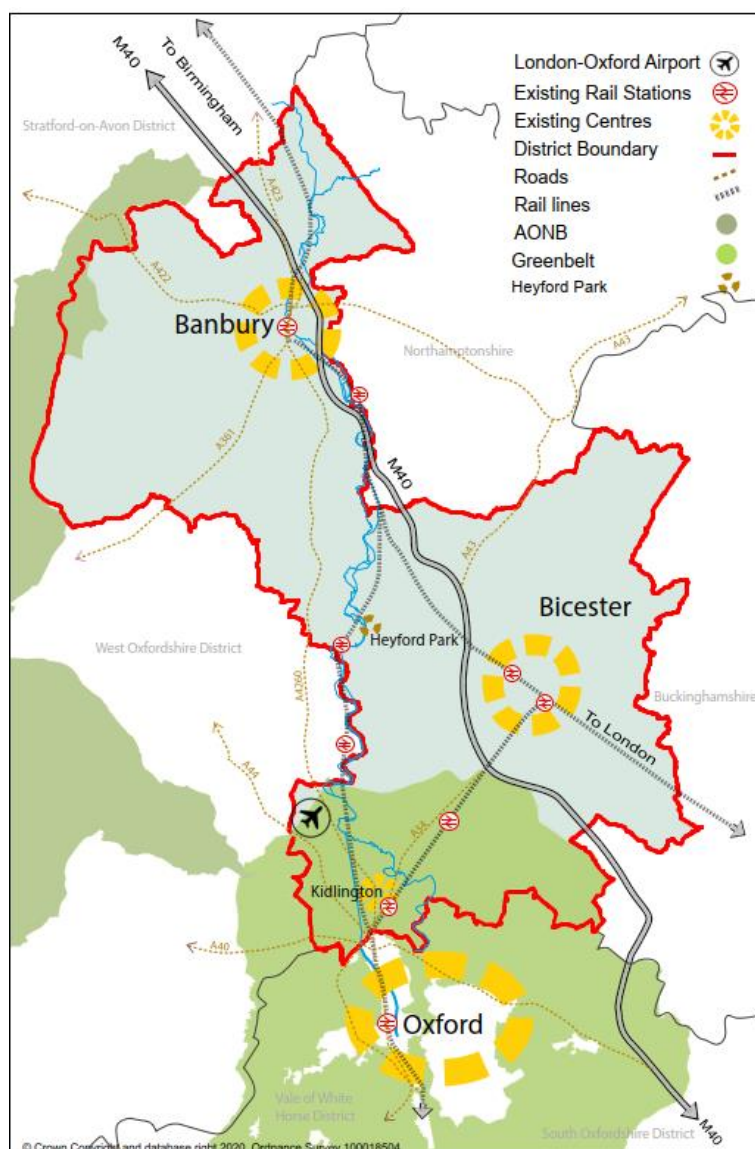 M40
To Birmingham
London-Oxford Airport
Existing Rail Stations
Existing Centres
District Boundary
Roads
Rail lines
AONB
Greenbelt
Heyford Park
Stratford-on-Avon District
A423
A422
Banbury
Northamptonshire
A43
A361
M40
A43
Bicester
Heyford Park
West Oxfordshire District
A4260
Buckinghamshire
To London
A44
A34
Kidlington
A40
Oxford
Vale of White
Horse District
South Oxfordshire District
M40
© Crown Copyright and database right 2020. Ordnance Survey 100018504